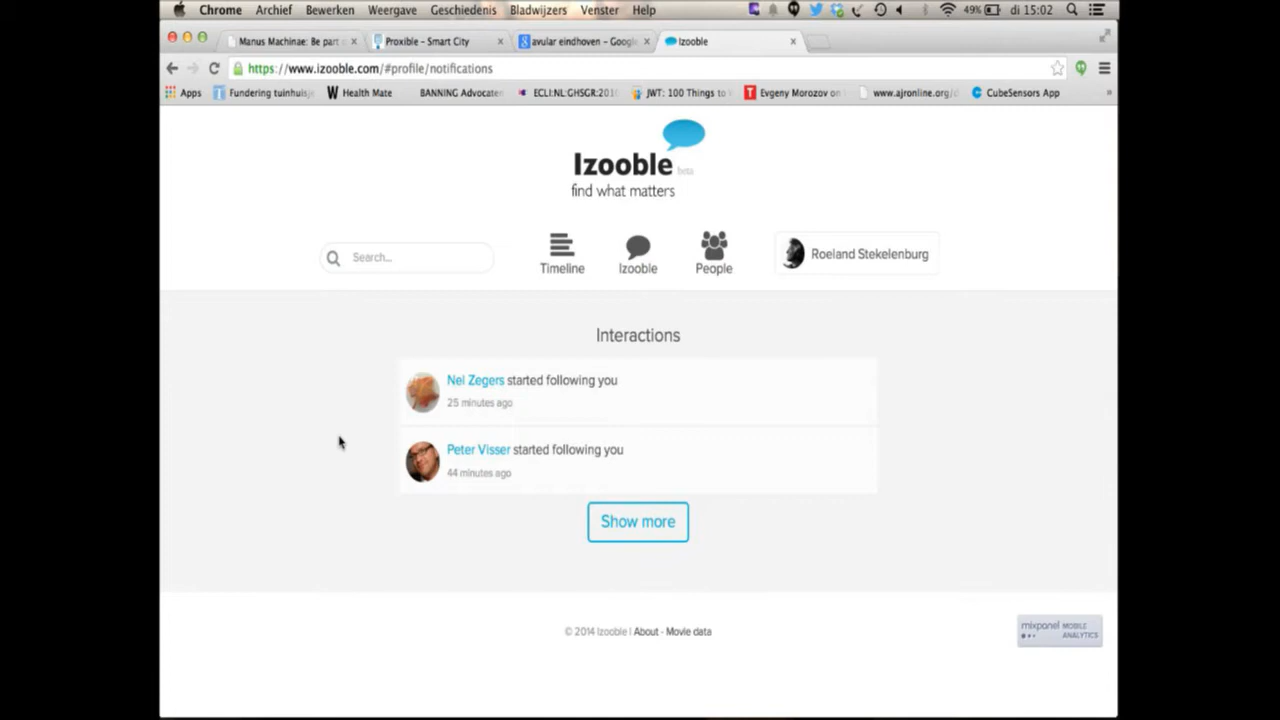 Chrome Archief Bewerken Weergave Geschiedenis Bladwijzers Venster Help 49% di 15:02
Manus Machinae: Be part Proxible - Smart City avular eindhoven - Goog Izooble
https://www.izooble.com/#profile/notifications
Apps Fundering tuinhuis Health Mate BANNING Advocate ECLI:NL:GHSGR:20 JWT: 100 Things to Evgeny Morozov on www.ajronline.org/ CubeSensors App
Izooble beta
find what matters
Search...
Timeline Izooble People Roeland Stekelenburg
Interactions
Nel Zegers started following you
25 minutes ago
Peter Visser started following you
44 minutes ago
Show more
© 2014 Izooble | About - Movie data
mixpanel MOBILE
ANALYTICS